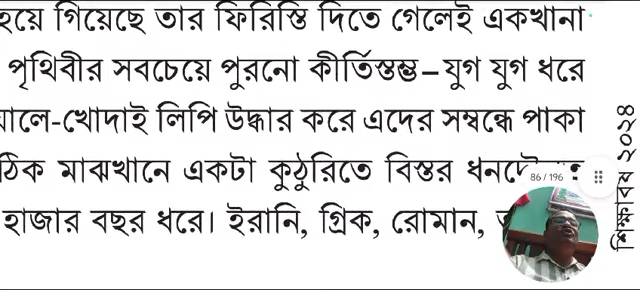 হয়ে গিয়েছে তার ফিরিস্তি দিতে গেলেই একখানা
পৃথিবীর সবচেয়ে পুরনো কীর্তিস্তম্ভ–যুগ যুগ ধরে
খোদাই লিপি উদ্ধার করে এদের সম্বন্ধে পাকা
ঠিক মাঝখানে একটা কুঠুরিতে বিস্তর
হাজার বছর ধরে। ইরানি, গ্রিক, রোমান,
86 / 196
শিক্ষাবর্ষ ২০২৪